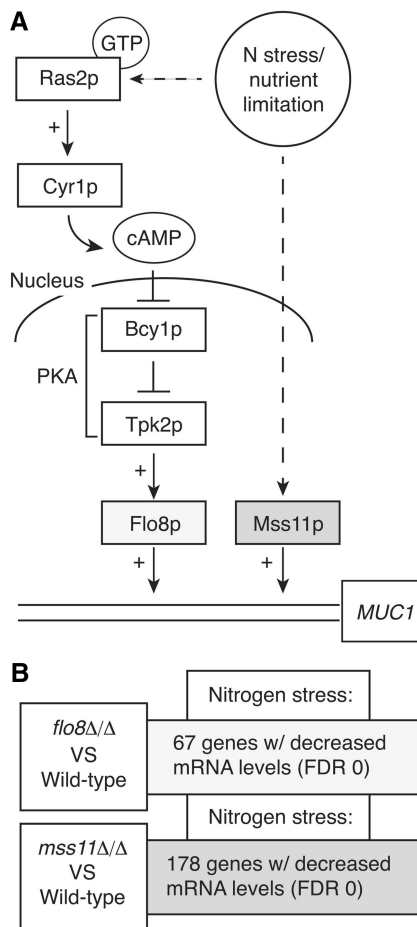 A
GTP
Ras2p
N stress/
nutrient
limitation
+
Cyr1p
cAMP
Nucleus
Bcy1p
PKA
Tpk2p
+
Flo8p
Mss11p
+
+
MUC1
B
Nitrogen stress:
flo8Δ/Δ
VS
Wild-type
67 genes w/ decreased
mRNA levels (FDR 0)
Nitrogen stress:
mss11Δ/Δ
VS
Wild-type
178 genes w/ decreased
mRNA levels (FDR 0)